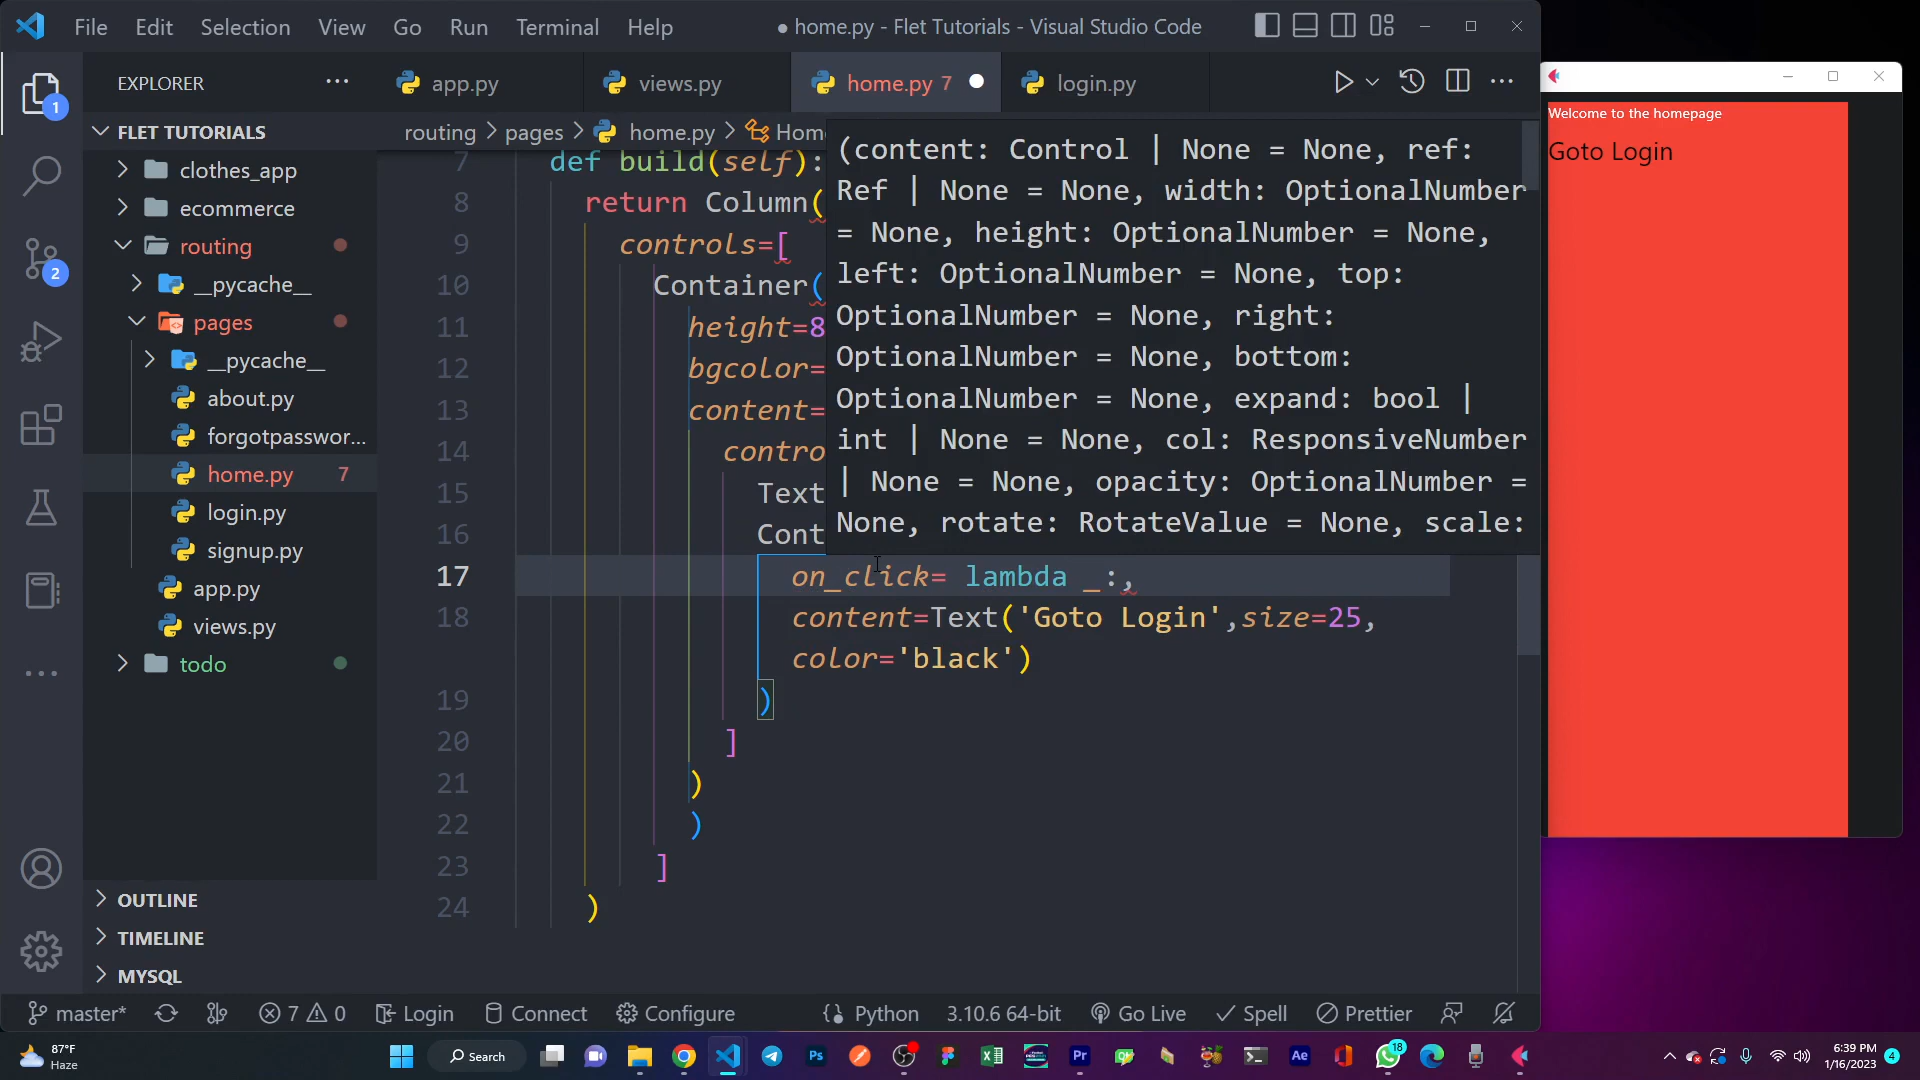 File Edit Selection View Go Run Terminal Help
● home.py - Flet Tutorials - Visual Studio Code
EXPLORER
app.py
views.py
home.py 7
login.py
1
FLET TUTORIALS
clothes_app
ecommerce
routing
__pycache__
pages
__pycache__
about.py
forgotpasswor...
home.py 7
login.py
signup.py
app.py
views.py
todo
2
OUTLINE
TIMELINE
MYSQL
routing > pages > home.py > Home
7 def build(self):
8 return Column(
9 controls=[
10 Container(
11 height=8
12 bgcolor=
13 content=
14 contro
15 Text
16 Cont
17 on_click= lambda _:,
18 content=Text('Goto Login',size=25,
color='black')
19 )
20 ]
21 )
22 )
23 ]
24 )
(content: Control | None = None, ref:
Ref | None = None, width: OptionalNumber
= None, height: OptionalNumber = None,
left: OptionalNumber = None, top:
OptionalNumber = None, right:
OptionalNumber = None, bottom:
OptionalNumber = None, expand: bool |
int | None = None, col: ResponsiveNumber
| None = None, opacity: OptionalNumber =
None, rotate: RotateValue = None, scale:
Welcome to the homepage
Goto Login
master* 7 0 Login Connect Configure Python 3.10.6 64-bit Go Live Spell Prettier
87°F
Haze
Search
Ps
Pr
Ae
18
6:39 PM
1/16/2023
4